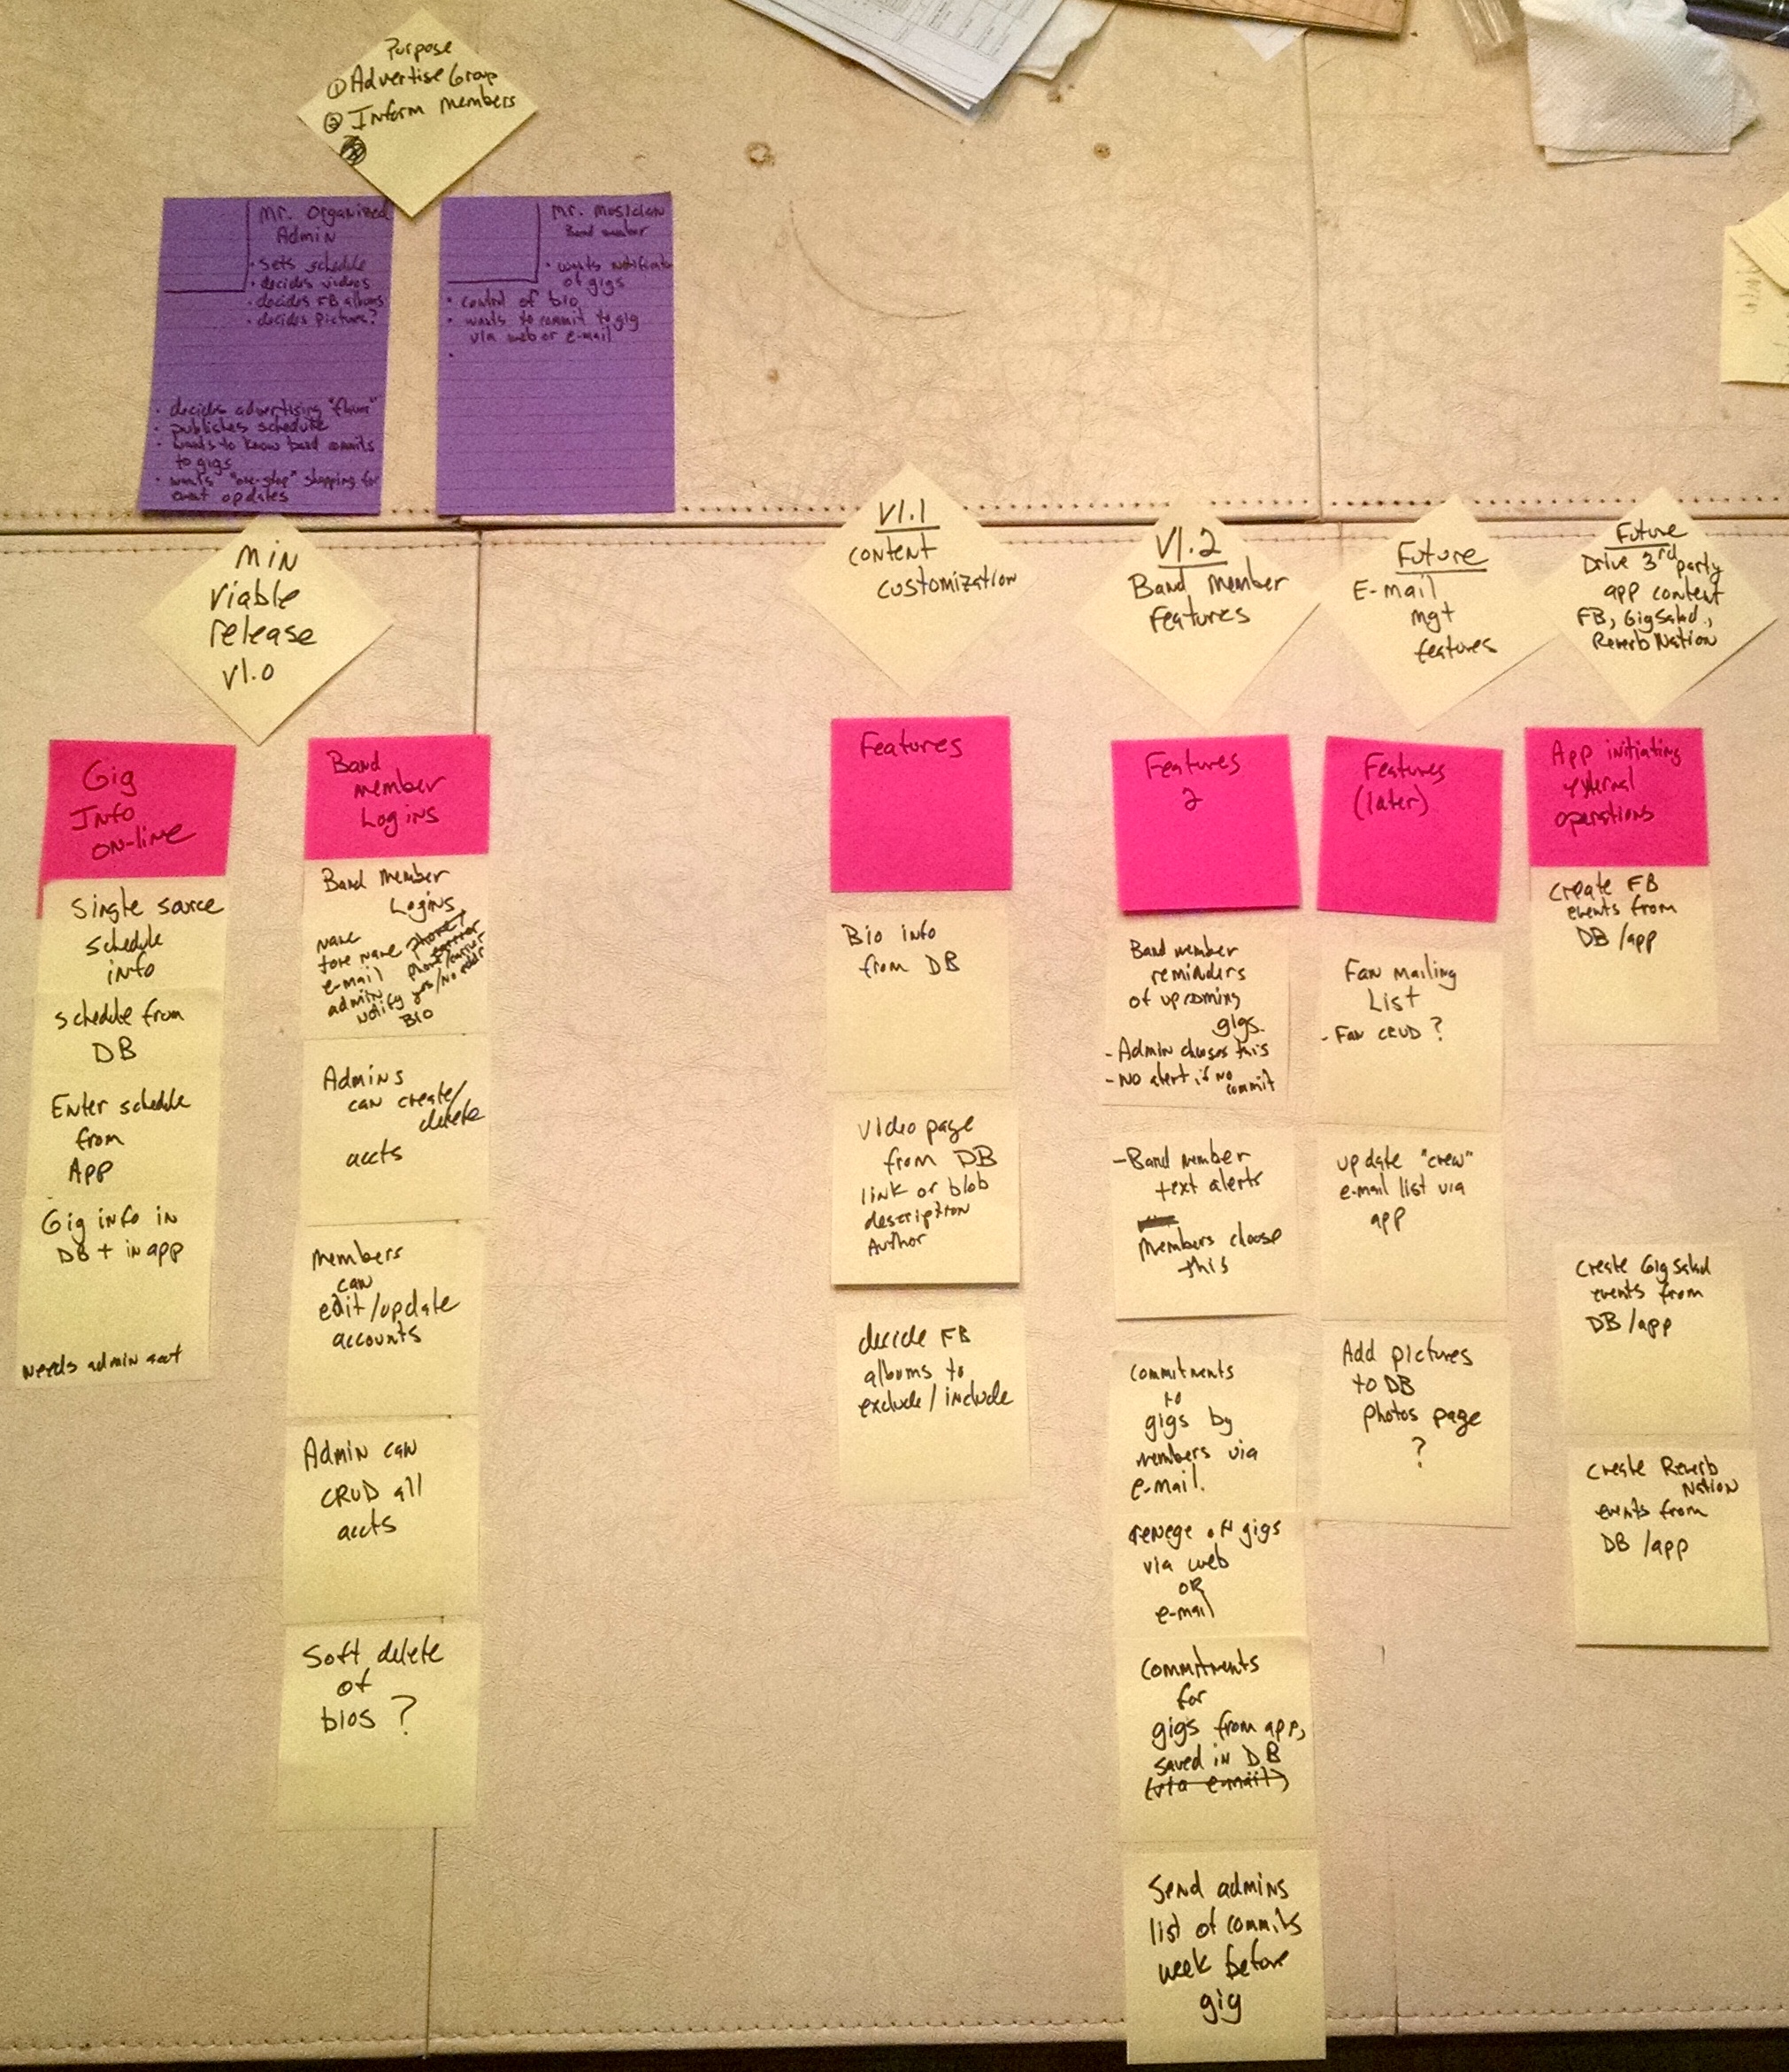 Purpose
① Advertise Group
② Inform Members
Mr. Organized
Admin
· sets schedule
· decides videos
· decides FB albums
· decides pictures?
· decides advertising
· publishes schedule
· wants to know band commits
to gigs
· wants "one-stop" shopping for
event updates
Mr. Musician
Band member
· wants notification
of gigs
· control of bio
· wants to commit to gig
via web or e-mail
Min
Viable
release
v1.0
V1.1
content
customization
V1.2
Band Member
Features
Future
E-mail
mgt
features
Future
Drive 3rd party
app content
FB, GigSalad,
ReverbNation
Gig
Info
on-line
Single source
schedule
info
schedule from
DB
Enter schedule
from
App
Gig info in
DB + in app
Needs admin acct
Band
member
Logins
Band Member
Logins
Name
e-mail
admin
Notify yes/no
Bio
Admins
can create/
delete
accts
Members
can
edit/update
accounts
Admin can
CRUD all
accts
Soft delete
of
bios ?
Features
Bio info
from DB
Video page
from DB
link or blob
description
Author
decide FB
albums to
exclude/include
Features
2
Band member
reminders
of upcoming
gigs.
- Admin chooses this
- No alert if no
commit
- Band member
text alerts
Members choose
this
Commitments
to
gigs by
members via
e-mail.
renege on gigs
via web
OR
e-mail
Commitments
for
gigs from app,
saved in DB
(via e-mail)
Send admins
list of commits
week before
gig
Features
(later)
Fan mailing
List
- Fan CRUD ?
update "crew"
e-mail list via
app
Add pictures
to DB
photos page
?
App initiating
external
operations
Create FB
events from
DB/app
Create GigSalad
events from
DB/app
Create Reverb
Nation
events from
DB/app